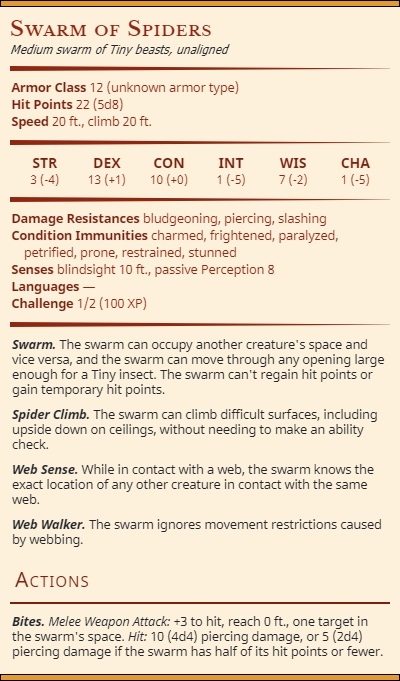 Swarm of Spiders
Medium swarm of Tiny beasts, unaligned
Armor Class 12 (unknown armor type)
Hit Points 22 (5d8)
Speed 20 ft., climb 20 ft.
STR DEX CON INT WIS CHA
3 (-4) 13 (+1) 10 (+0) 1 (-5) 7 (-2) 1 (-5)
Damage Resistances bludgeoning, piercing, slashing
Condition Immunities charmed, frightened, paralyzed,
petrified, prone, restrained, stunned
Senses blindsight 10 ft., passive Perception 8
Languages —
Challenge 1/2 (100 XP)
Swarm. The swarm can occupy another creature's space and
vice versa, and the swarm can move through any opening large
enough for a Tiny insect. The swarm can't regain hit points or
gain temporary hit points.
Spider Climb. The swarm can climb difficult surfaces, including
upside down on ceilings, without needing to make an ability
check.
Web Sense. While in contact with a web, the swarm knows the
exact location of any other creature in contact with the same
web.
Web Walker. The swarm ignores movement restrictions caused
by webbing.
Actions
Bites. Melee Weapon Attack: +3 to hit, reach 0 ft., one target in
the swarm's space. Hit: 10 (4d4) piercing damage, or 5 (2d4)
piercing damage if the swarm has half of its hit points or fewer.